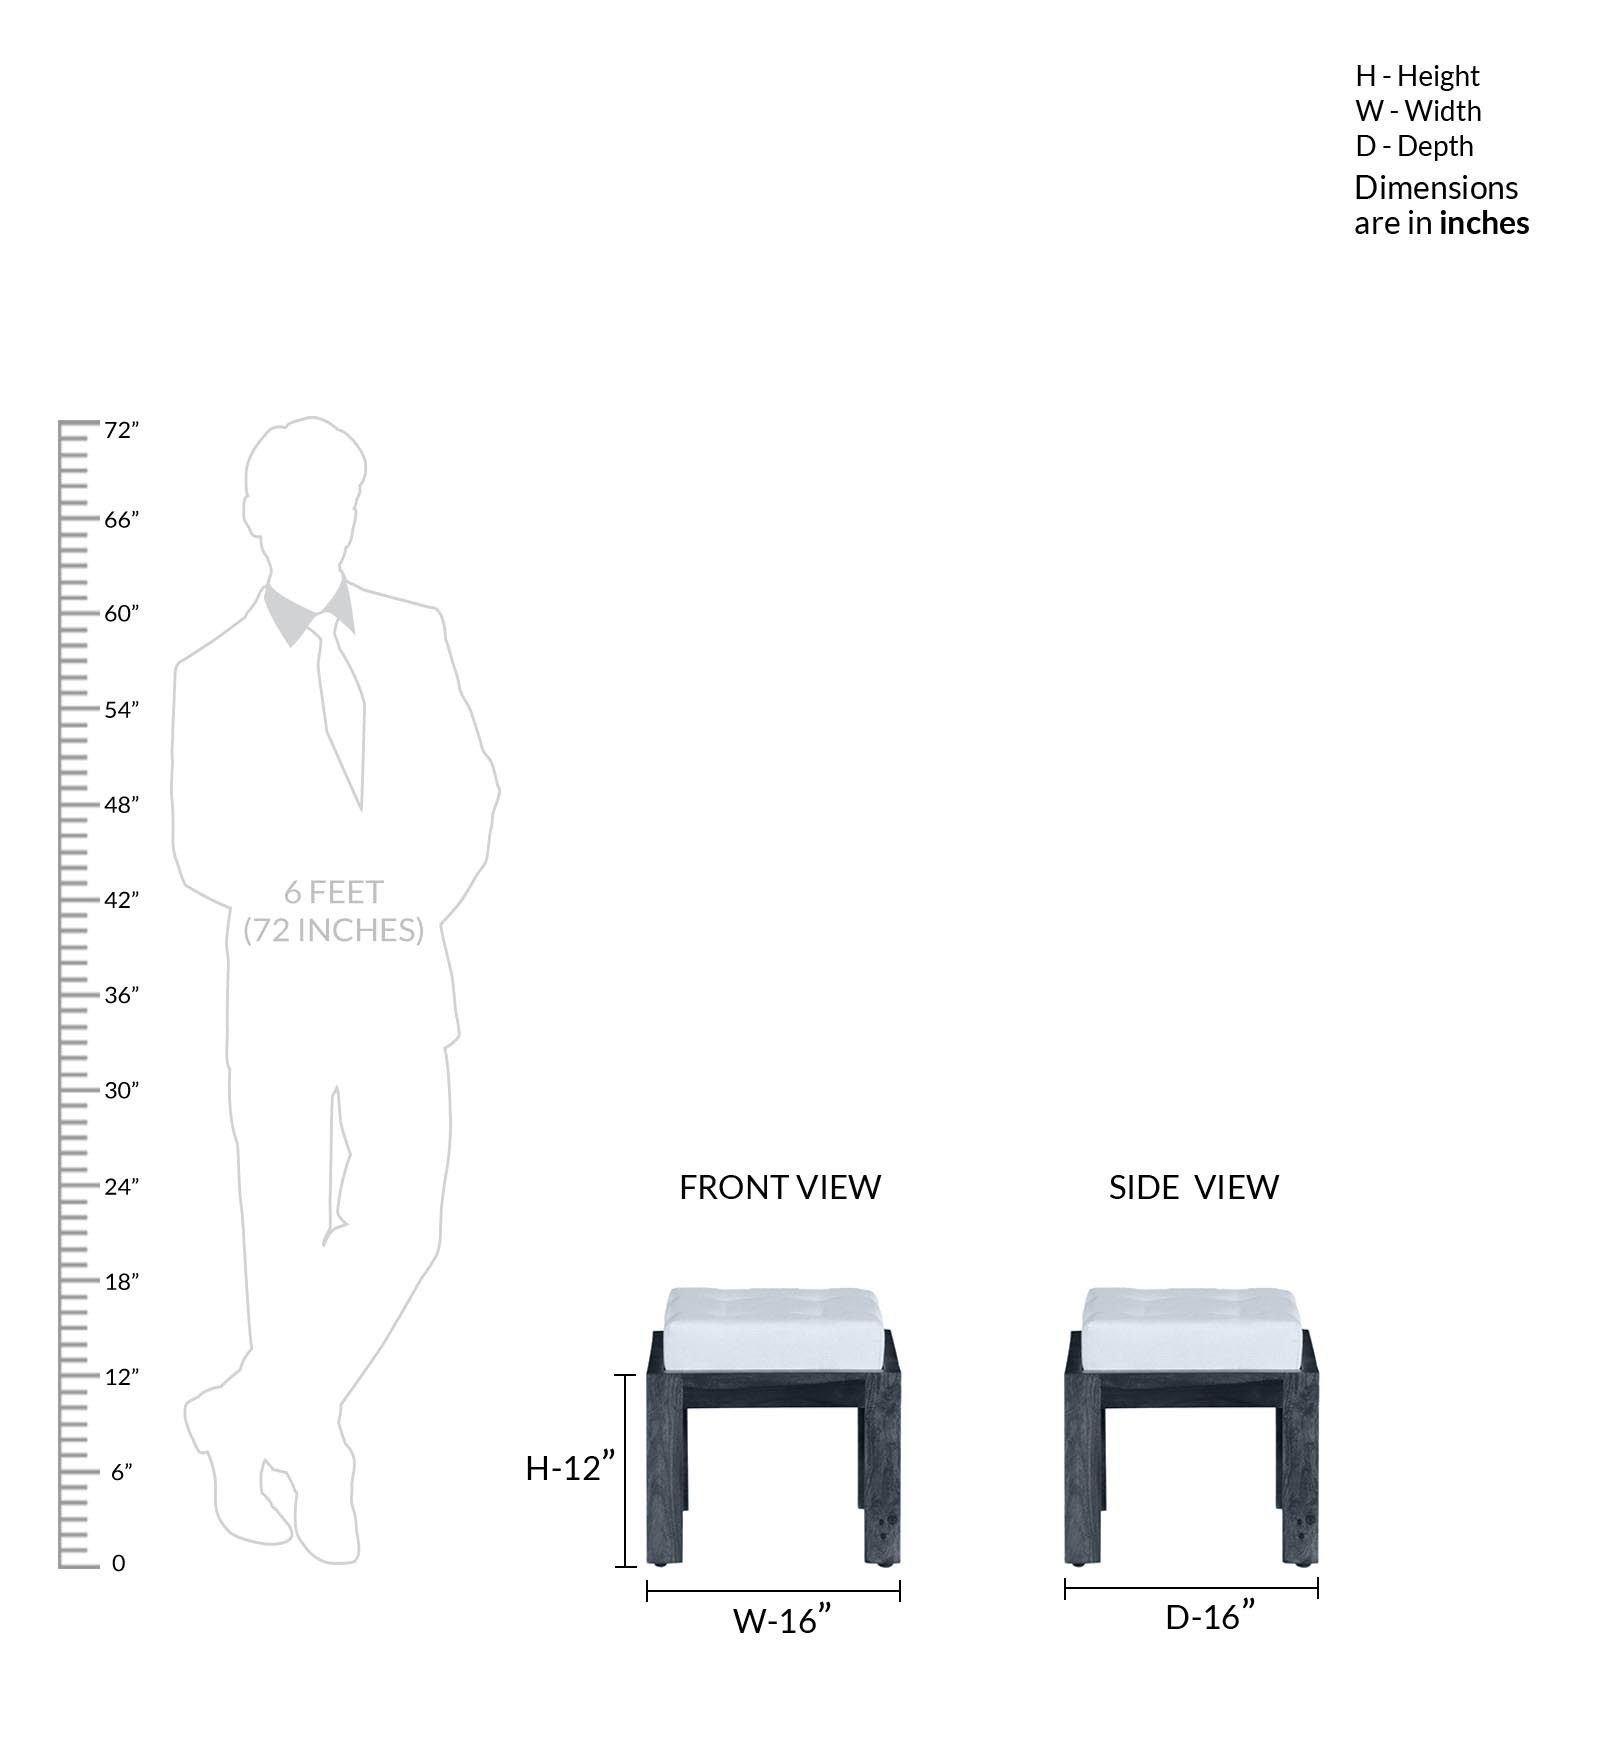 H - Height
W - Width
D - Depth
Dimensions
are in inches
72”
66”
60”
54”
48”
42”
36”
30”
24”
18”
12”
6”
0
6 FEET
(72 INCHES)
FRONT VIEW
H-12”
W-16”
SIDE VIEW
D-16”